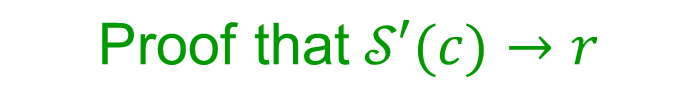 Proof that 𝒮′(𝑐) → 𝑟